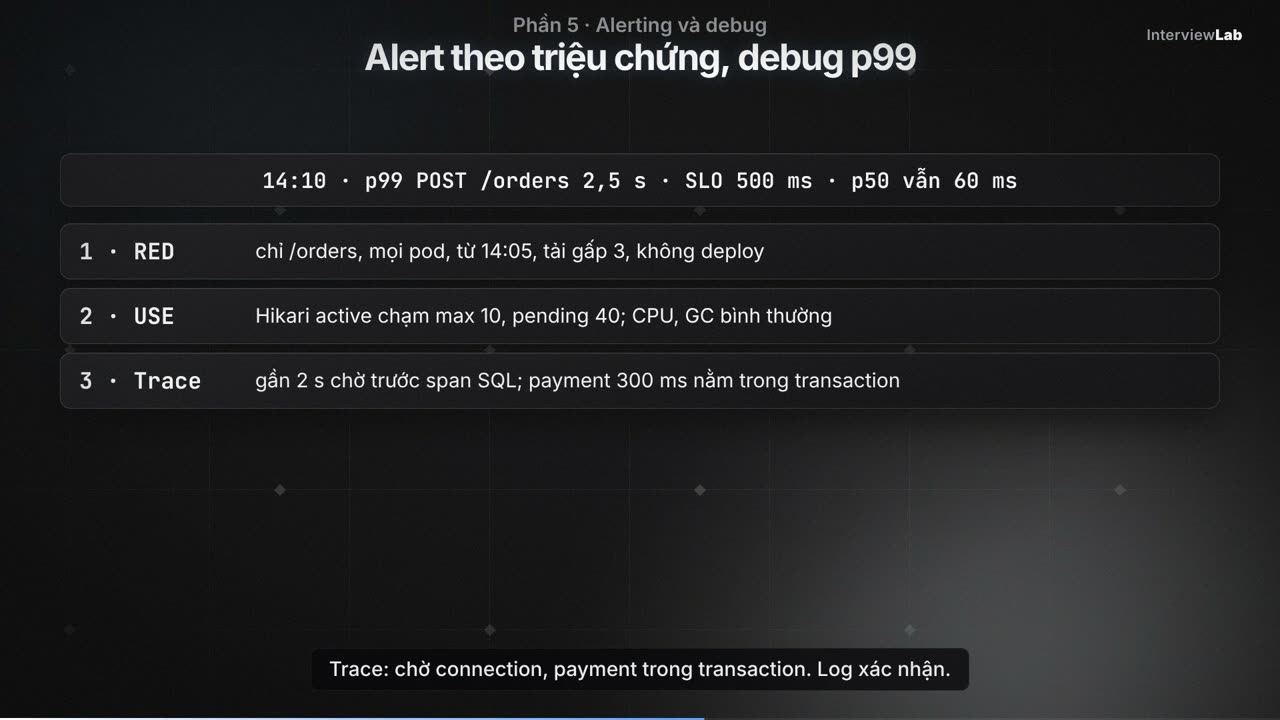 Phần 5 · Alerting và debug
InterviewLab
Alert theo triệu chứng, debug p99
14:10 · p99 POST /orders 2,5 s · SLO 500 ms · p50 vẫn 60 ms
1 · RED chỉ /orders, mọi pod, từ 14:05, tải gấp 3, không deploy
2 · USE Hikari active chạm max 10, pending 40; CPU, GC bình thường
3 · Trace gần 2 s chờ trước span SQL; payment 300 ms nằm trong transaction
Trace: chờ connection, payment trong transaction. Log xác nhận.